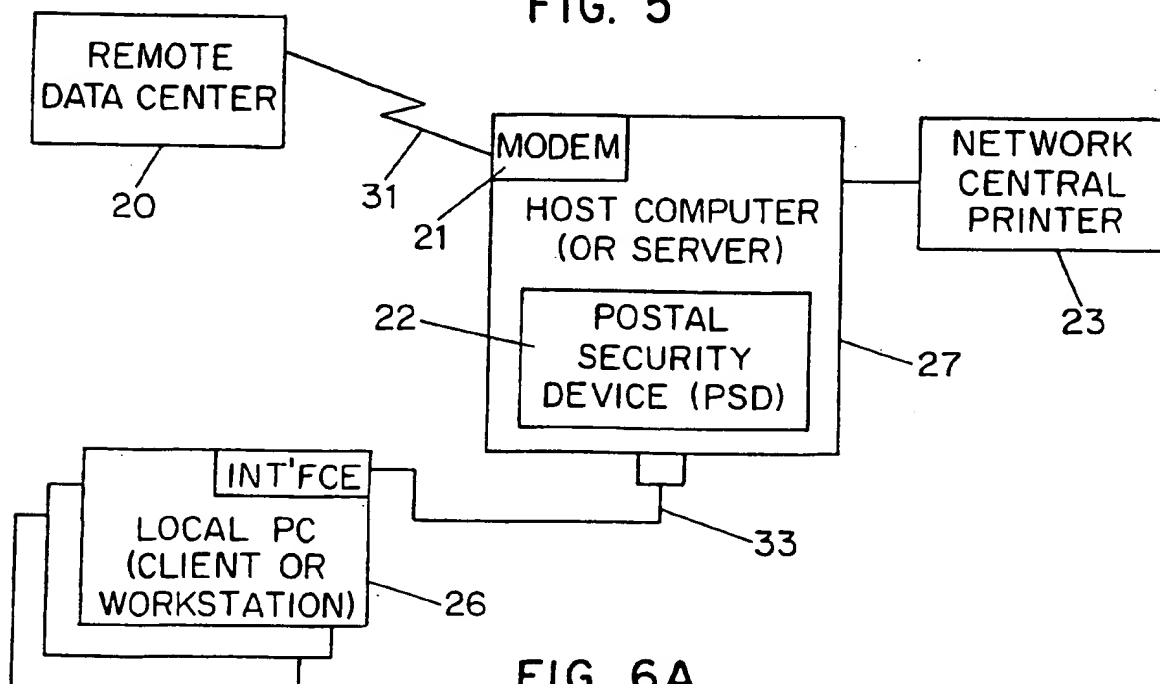 FIG. 5
REMOTE
DATA CENTER
20
31
MODEM
21
HOST COMPUTER
(OR SERVER)
22
POSTAL
SECURITY
DEVICE (PSD)
27
NETWORK
CENTRAL
PRINTER
23
INT'FCE
LOCAL PC
(CLIENT OR
WORKSTATION)
26
33
FIG. 6A